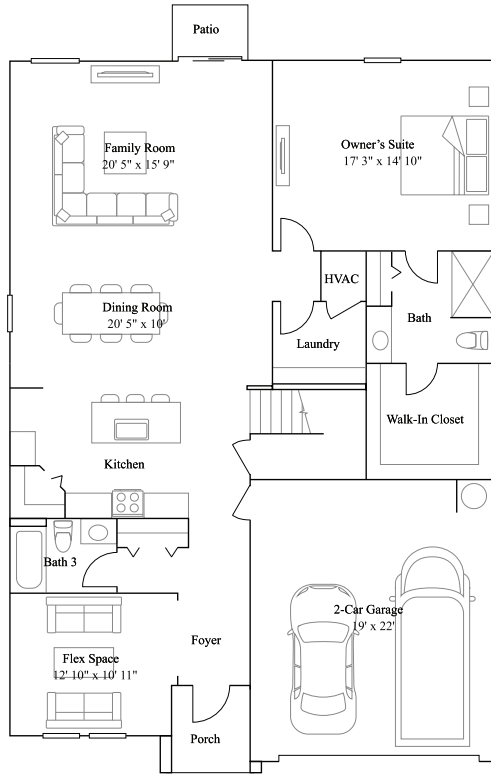 Patio
Family Room
20' 5" x 15' 9"
Owner's Suite
17' 3" x 14' 10"
HVAC
Dining Room
20' 5" x 10'
Bath
Laundry
Walk-In Closet
Kitchen
Bath 3
2-Car Garage
19' x 22'
Foyer
Flex Space
12' 10" x 10' 11"
Porch